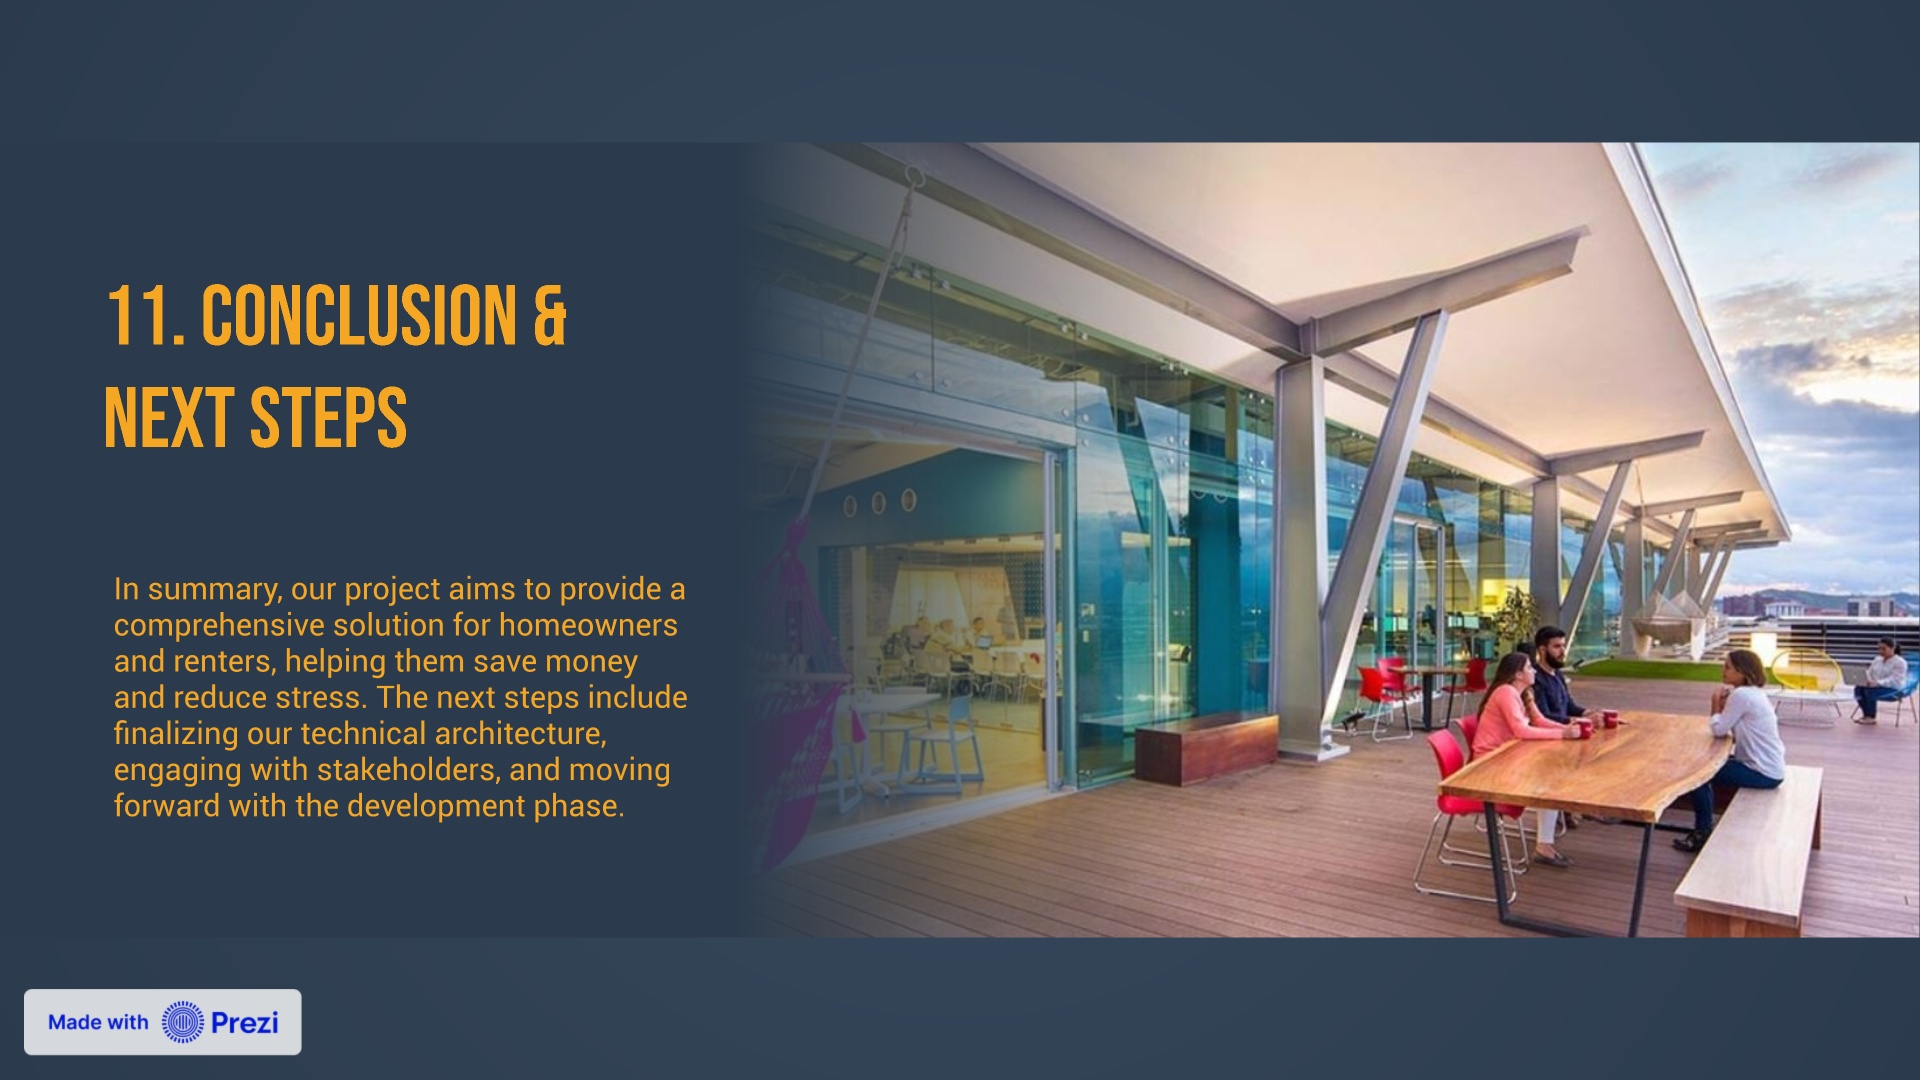 11. CONCLUSION &
NEXT STEPS
In summary, our project aims to provide a
comprehensive solution for homeowners
and renters, helping them save money
and reduce stress. The next steps include
finalizing our technical architecture,
engaging with stakeholders, and moving
forward with the development phase.
Made with Prezi